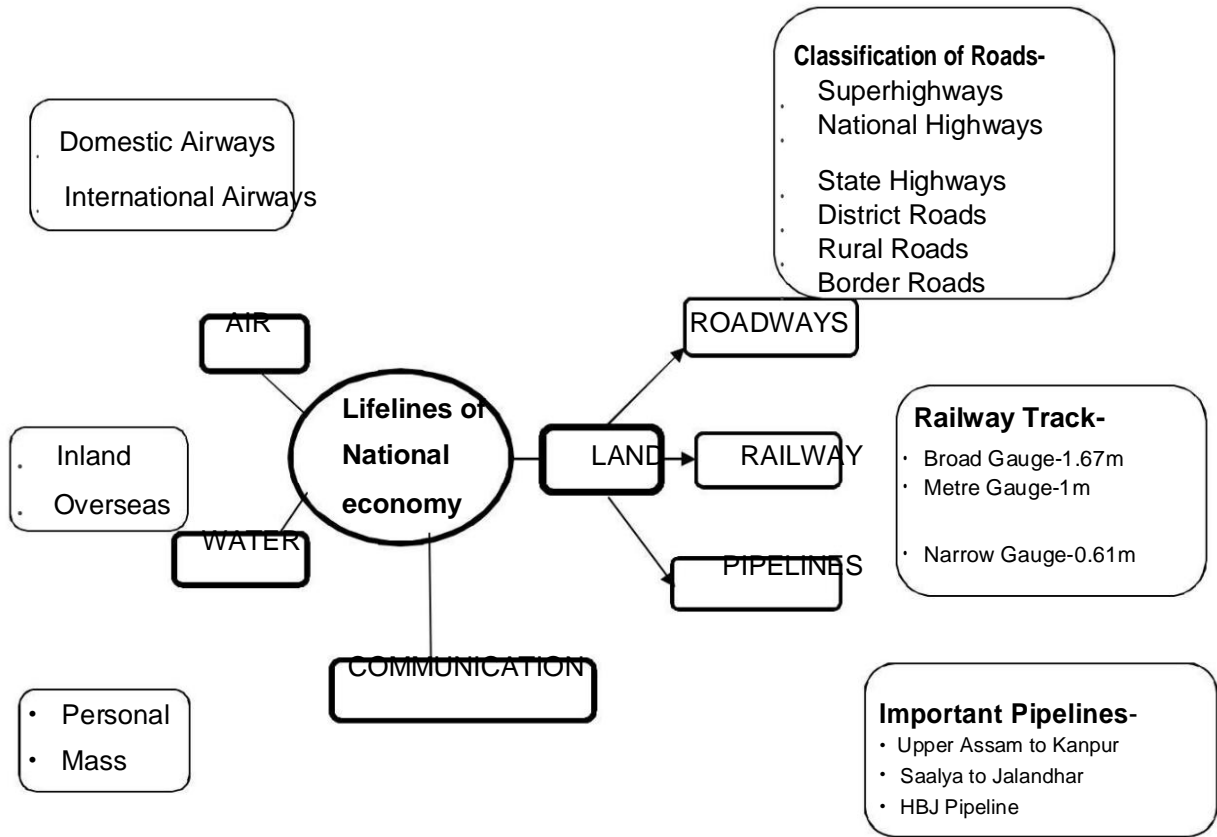 Classification of Roads-
Superhighways
National Highways
State Highways
District Roads
Rural Roads
Border Roads
Domestic Airways
International Airways
AIR
ROADWAYS
Lifelines of
National
economy
LAND
RAILWAY
PIPELINES
Railway Track-
• Broad Gauge-1.67m
• Metre Gauge-1m
• Narrow Gauge-0.61m
Inland
Overseas
WATER
COMMUNICATION
• Personal
• Mass
Important Pipelines-
• Upper Assam to Kanpur
• Saalya to Jalandhar
• HBJ Pipeline